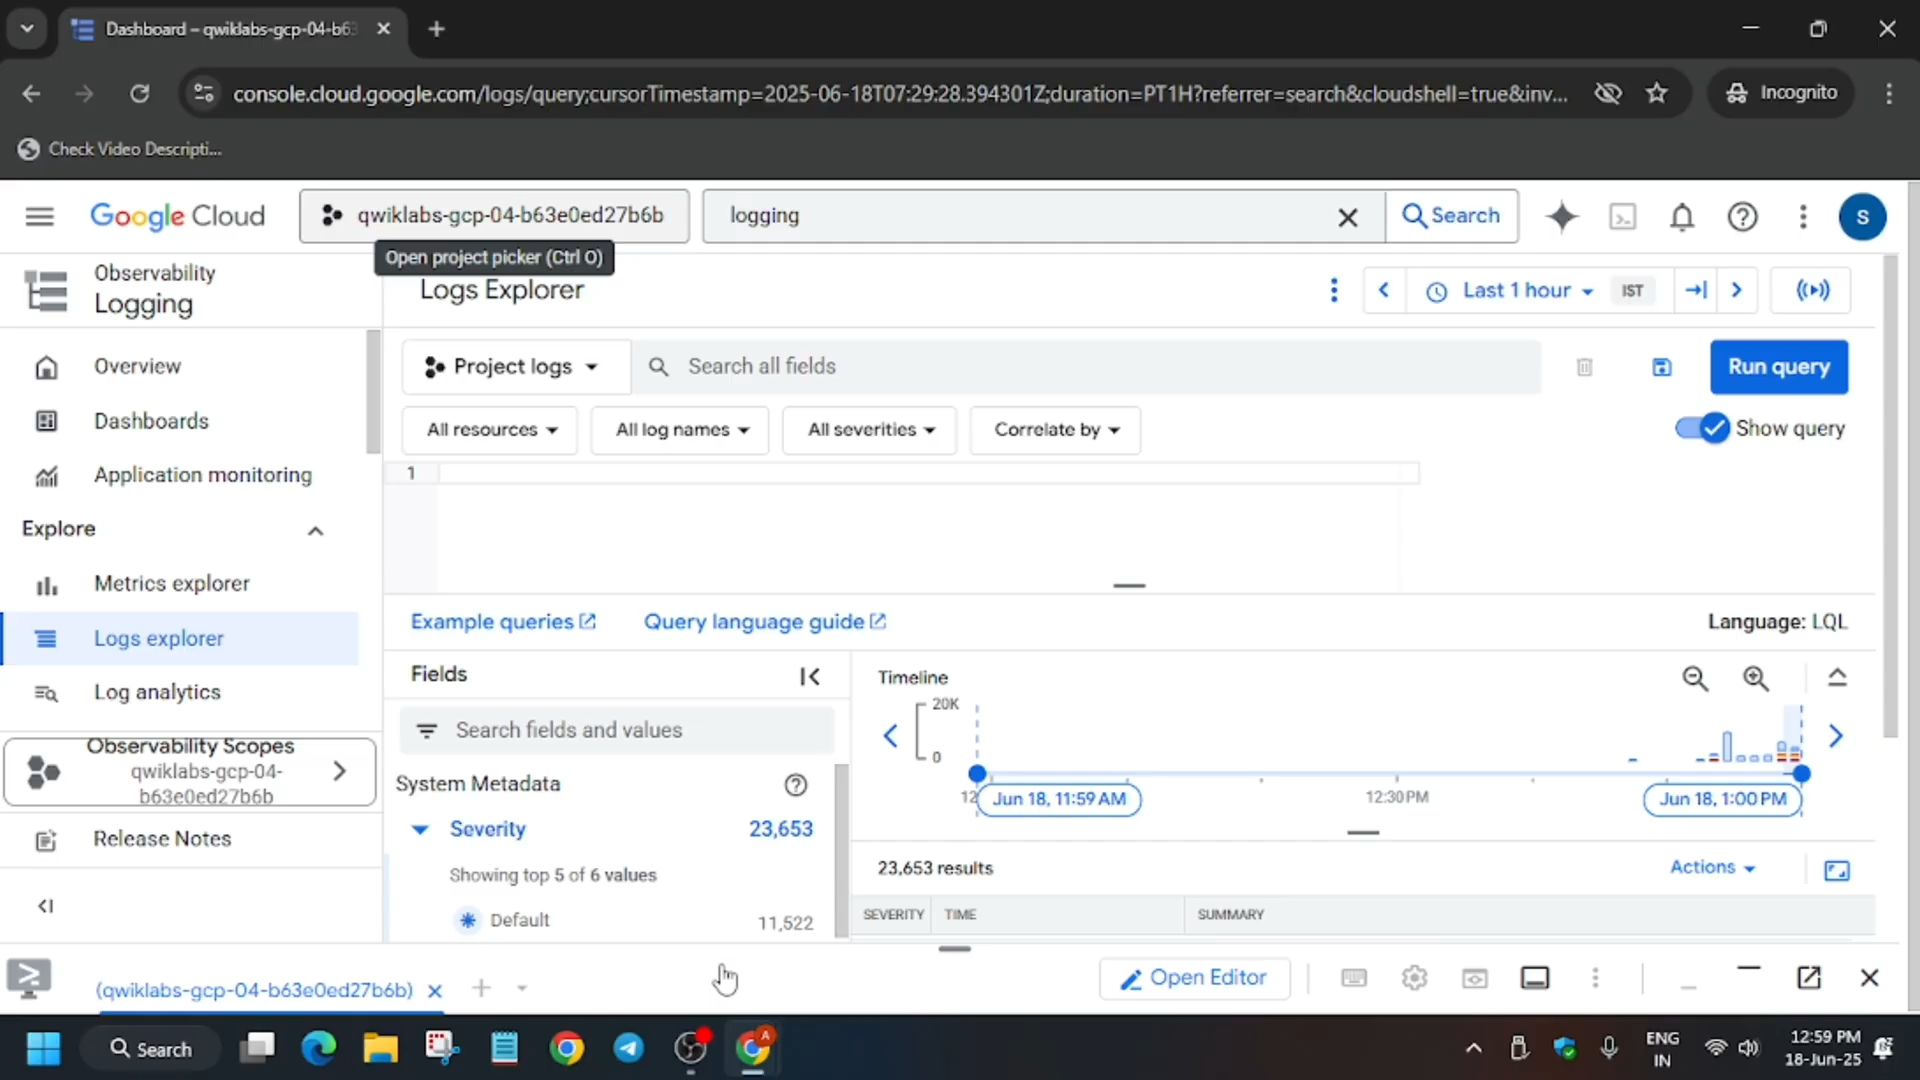 Dashboard – qwiklabs-gcp-04-b63
console.cloud.google.com/logs/query;cursorTimestamp=2025-06-18T07:29:28.394301Z;duration=PT1H?referrer=search&cloudshell=true&inv...
Incognito
Check Video Descripti...
Google Cloud
qwiklabs-gcp-04-b63e0ed27b6b
logging
Search
S
Open project picker (Ctrl O)
Observability
Logging
Logs Explorer
Last 1 hour
IST
Overview
Dashboards
Application monitoring
Explore
Metrics explorer
Logs explorer
Log analytics
Observability Scopes
qwiklabs-gcp-04-
b63e0ed27b6b
Release Notes
Project logs
Search all fields
Run query
All resources
All log names
All severities
Correlate by
Show query
1
Example queries
Query language guide
Language: LQL
Fields
Search fields and values
System Metadata
Severity 23,653
Showing top 5 of 6 values
Default 11,522
Timeline
20K
0
12
Jun 18, 11:59 AM
12:30 PM
Jun 18, 1:00 PM
23,653 results
Actions
SEVERITY TIME SUMMARY
(qwiklabs-gcp-04-b63e0ed27b6b)
Open Editor
Search
A
ENG
IN
12:59 PM
18-Jun-25